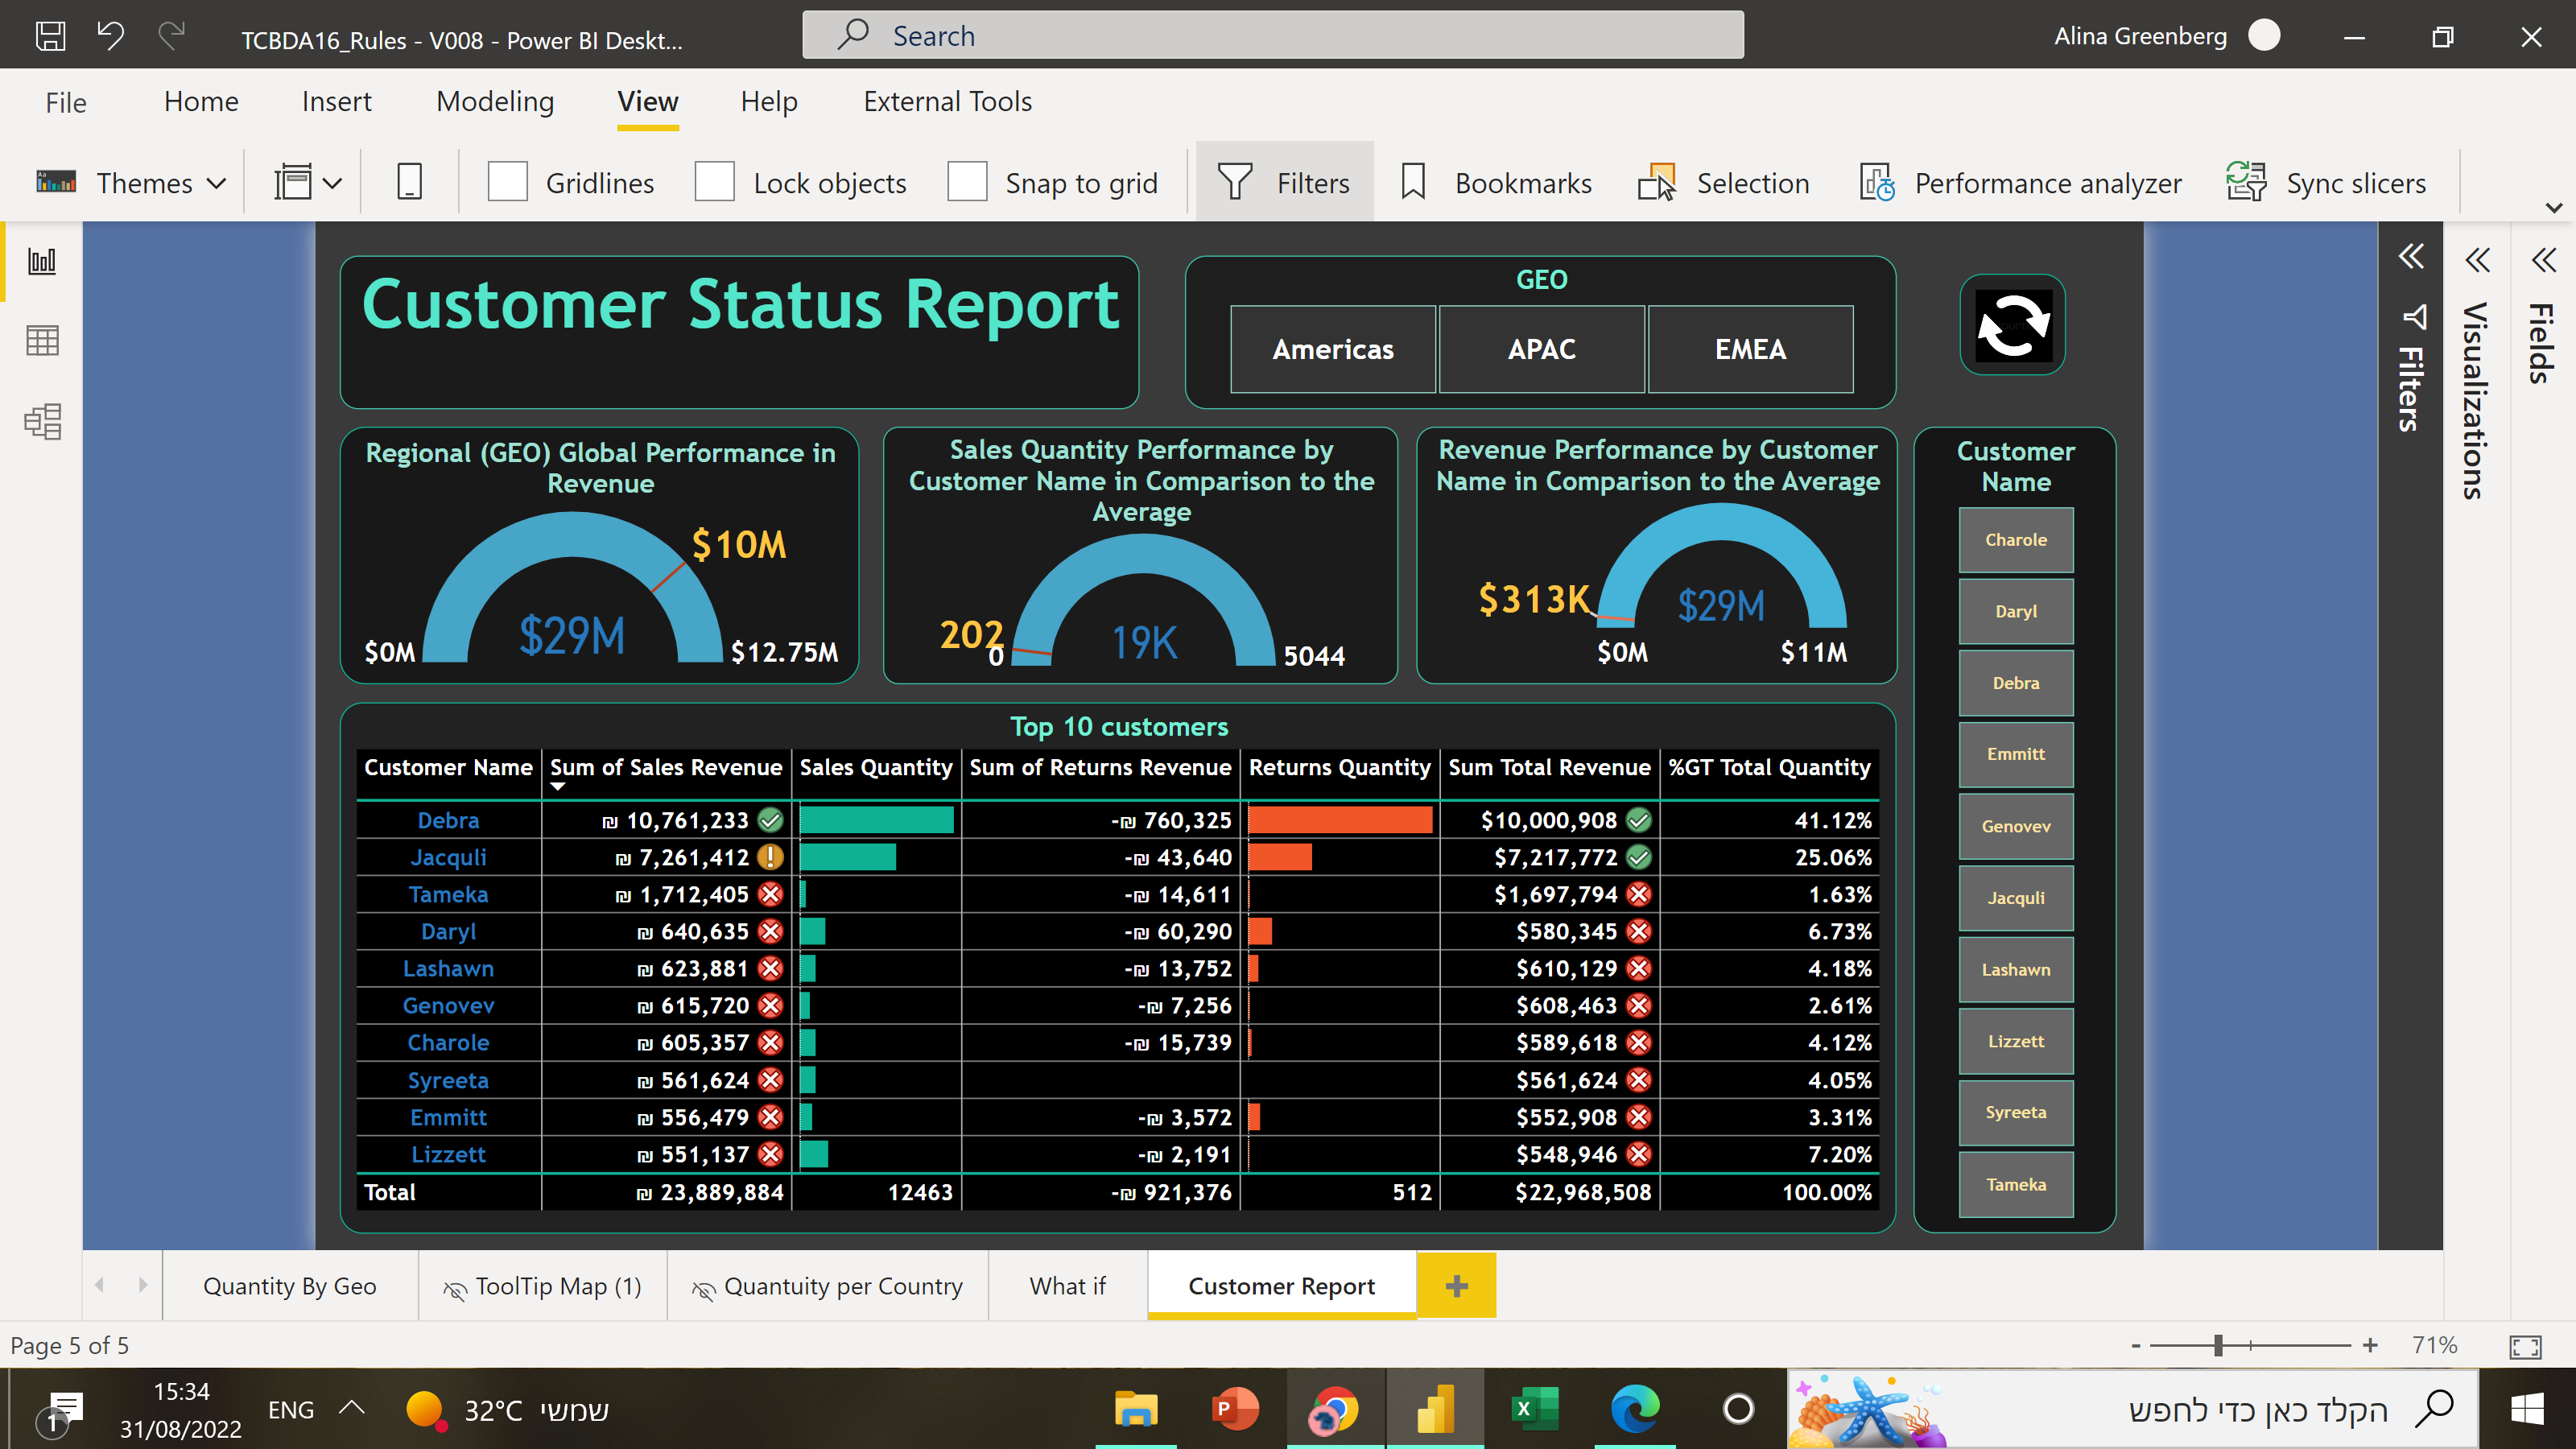 TCBDA16_Rules - V008 - Power BI Deskt...
Search
Alina Greenberg
File Home Insert Modeling View Help External Tools
Themes Gridlines Lock objects Snap to grid Filters Bookmarks Selection Performance analyzer Sync slicers
Customer Status Report
GEO
Americas APAC EMEA
Filters
Visualizations
Fields
Regional (GEO) Global Performance in
Revenue
$10M
$29M
$0M $12.75M
Sales Quantity Performance by
Customer Name in Comparison to the
Average
202
0 19K 5044
Revenue Performance by Customer
Name in Comparison to the Average
$313K
$29M
$0M $11M
Customer
Name
Charole
Daryl
Debra
Emmitt
Genovev
Jacquli
Lashawn
Lizzett
Syreeta
Tameka
Top 10 customers
Customer Name Sum of Sales Revenue Sales Quantity Sum of Returns Revenue Returns Quantity Sum Total Revenue %GT Total Quantity
Debra ₪ 10,761,233 -₪ 760,325 $10,000,908 41.12%
Jacquli ₪ 7,261,412 -₪ 43,640 $7,217,772 25.06%
Tameka ₪ 1,712,405 -₪ 14,611 $1,697,794 1.63%
Daryl ₪ 640,635 -₪ 60,290 $580,345 6.73%
Lashawn ₪ 623,881 -₪ 13,752 $610,129 4.18%
Genovev ₪ 615,720 -₪ 7,256 $608,463 2.61%
Charole ₪ 605,357 -₪ 15,739 $589,618 4.12%
Syreeta ₪ 561,624 $561,624 4.05%
Emmitt ₪ 556,479 -₪ 3,572 $552,908 3.31%
Lizzett ₪ 551,137 -₪ 2,191 $548,946 7.20%
Total ₪ 23,889,884 12463 -₪ 921,376 512 $22,968,508 100.00%
Quantity By Geo ToolTip Map (1) Quantuity per Country What if Customer Report +
Page 5 of 5
- + 71%
1
15:34
31/08/2022
ENG
32°C שמשי
הקלד כאן כדי לחפש